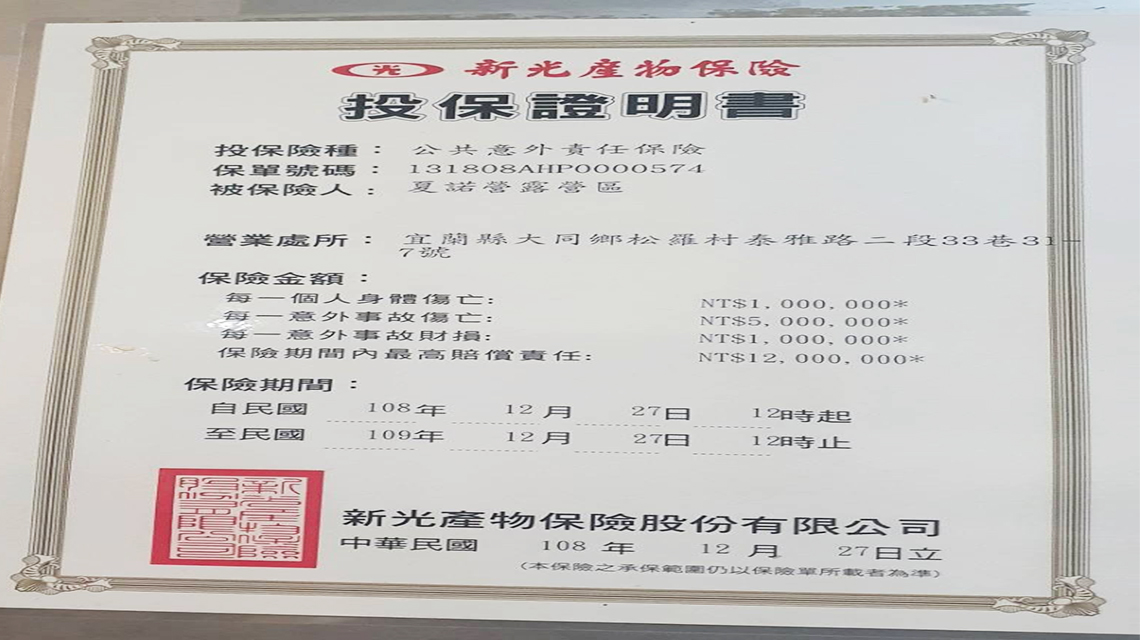 光 新光產物保險
投保證明書
投保險種：公共意外責任保險
保單號碼：131808AHP0000574
被保險人：夏諾營露營區
營業處所：宜蘭縣大同鄉松羅村泰雅路二段33巷31-
7號
保險金額：
每一個人身體傷亡: NT$1,000,000*
每一意外事故傷亡: NT$5,000,000*
每一意外事故財損: NT$1,000,000*
保險期間內最高賠償責任: NT$12,000,000*
保險期間：
自民國 108年 12月 27日 12時起
至民國 109年 12月 27日 12時止
新光產物保險股份有限公司
中華民國 108 年 12 月 27日立
(本保險之承保範圍仍以保險單所載者為準)